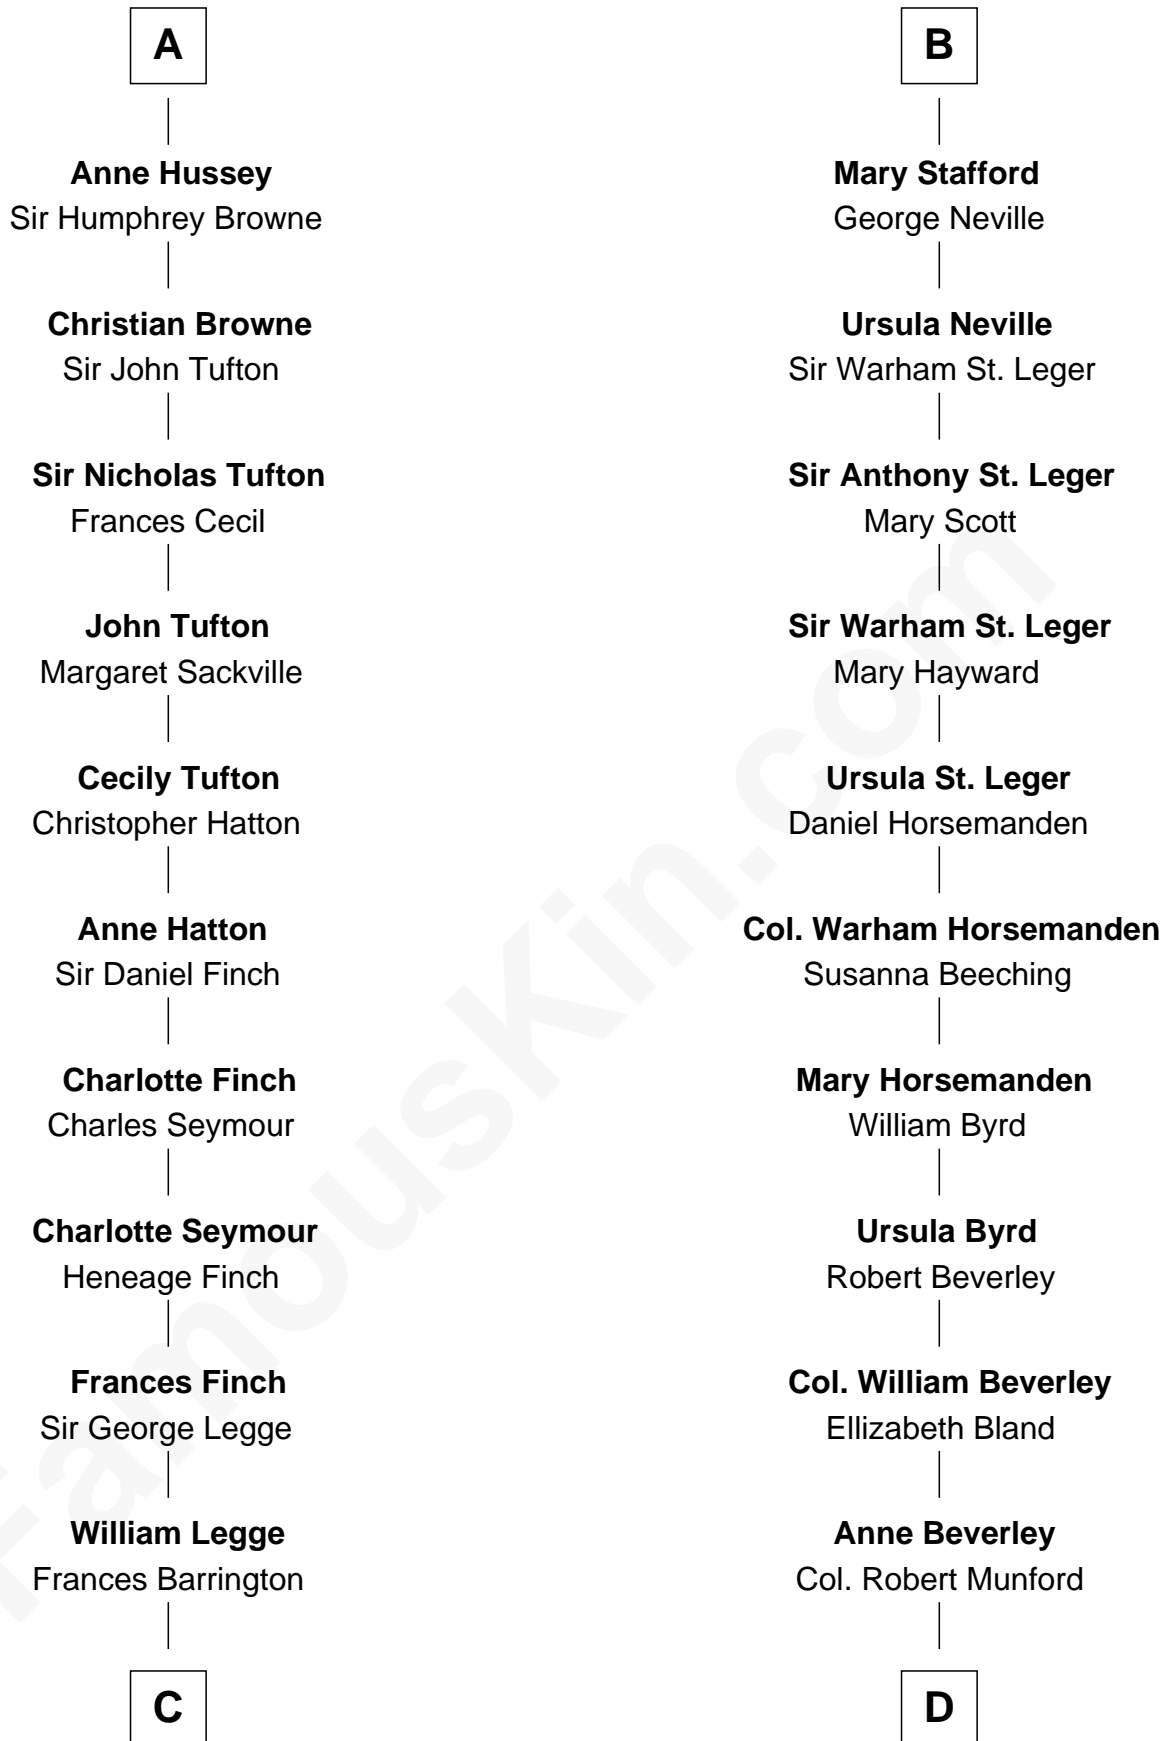 A
Anne Hussey
Sir Humphrey Browne
Christian Browne
Sir John Tufton
Sir Nicholas Tufton
Frances Cecil
John Tufton
Margaret Sackville
Cecily Tufton
Christopher Hatton
Anne Hatton
Sir Daniel Finch
Charlotte Finch
Charles Seymour
Charlotte Seymour
Heneage Finch
Frances Finch
Sir George Legge
William Legge
Frances Barrington
C
B
Mary Stafford
George Neville
Ursula Neville
Sir Warham St. Leger
Sir Anthony St. Leger
Mary Scott
Sir Warham St. Leger
Mary Hayward
Ursula St. Leger
Daniel Horsemanden
Col. Warham Horsemanden
Susanna Beeching
Mary Horsemanden
William Byrd
Ursula Byrd
Robert Beverley
Col. William Beverley
Ellizabeth Bland
Anne Beverley
Col. Robert Munford
D
FamousKin.com